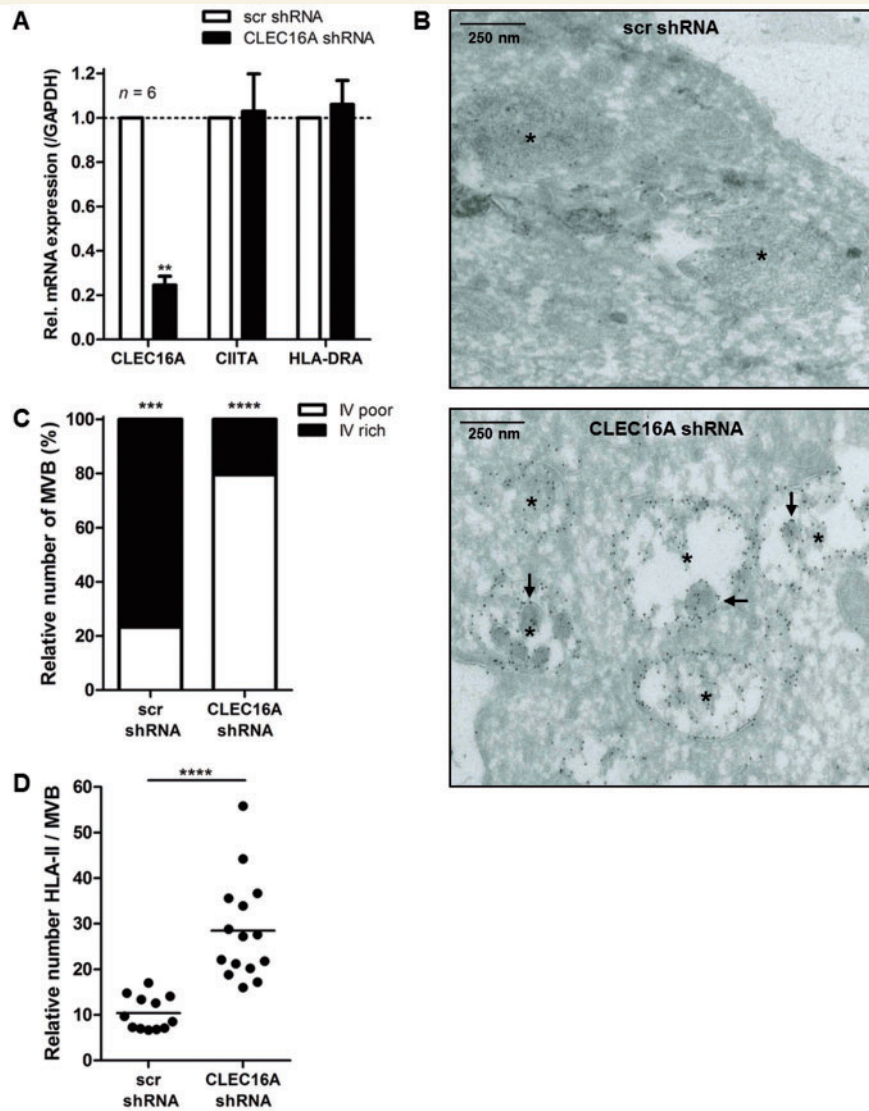 A
scr shRNA
CLEC16A shRNA
Rel. mRNA expression (/GAPDH)
1.2
1.0
0.8
0.6
0.4
0.2
0.0
n = 6
**
CLEC16A
CIITA
HLA-DRA
B
250 nm
scr shRNA
*
*
250 nm
CLEC16A shRNA
*
*
*
*
*
C
IV poor
IV rich
Relative number of MVB (%)
100
80
60
40
20
0
***
****
scr
shRNA
CLEC16A
shRNA
D
Relative number HLA-II / MVB
60
50
40
30
20
10
0
****
scr
shRNA
CLEC16A
shRNA